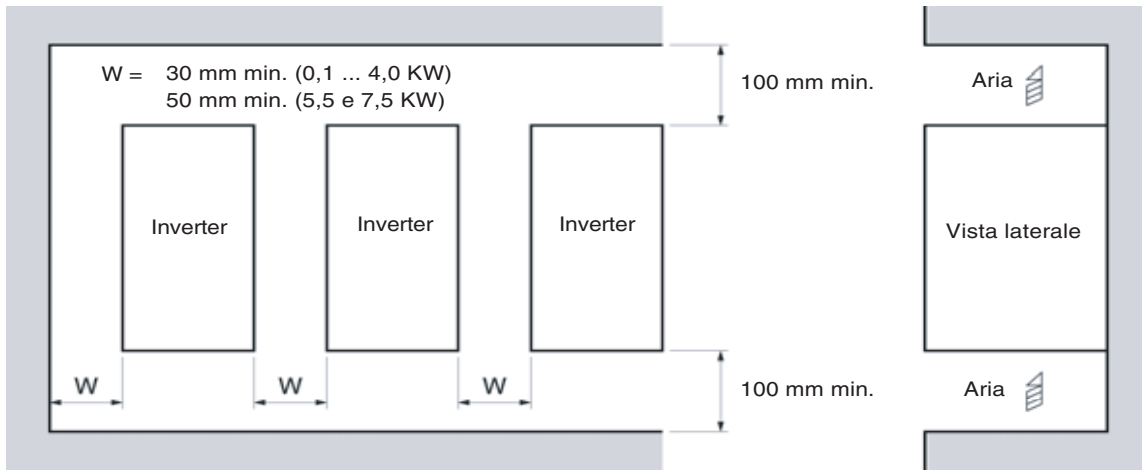 W = 30 mm min. (0,1 ... 4,0 KW)
50 mm min. (5,5 e 7,5 KW)
100 mm min.
Aria
Inverter
Inverter
Inverter
Vista laterale
W
W
W
100 mm min.
Aria